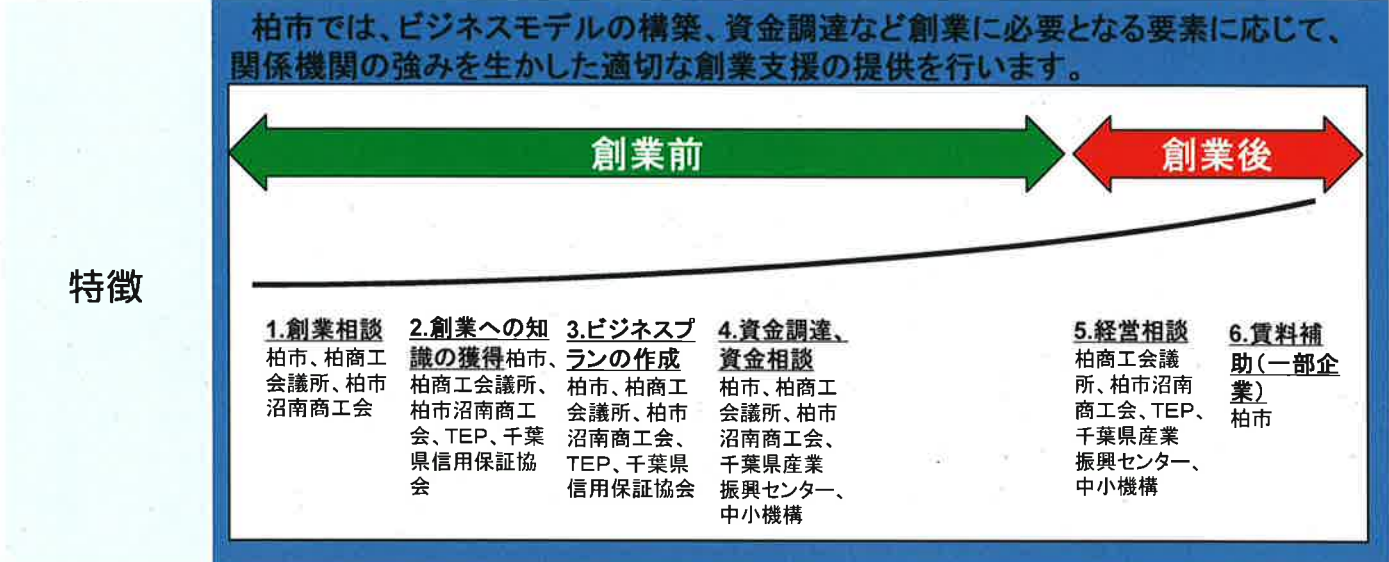 柏市では、ビジネスモデルの構築、資金調達など創業に必要となる要素に応じて、
関係機関の強みを生かした適切な創業支援の提供を行います。
創業前
創業後
特徴
1.創業相談
柏市、柏商工
会議所、柏市
沼南商工会
2.創業への知
識の獲得柏市、
柏商工会議所、
柏市沼南商工
会、TEP、千葉
県信用保証協
会
3.ビジネスプ
ランの作成
柏市、柏商工
会議所、柏市
沼南商工会、
TEP、千葉県
信用保証協会
4.資金調達、
資金相談
柏市、柏商工
会議所、柏市
沼南商工会、
千葉県産業
振興センター、
中小機構
5.経営相談
柏商工会議
所、柏市沼南
商工会、TEP、
千葉県産業
振興センター、
中小機構
6.賃料補
助(一部企
業)
柏市